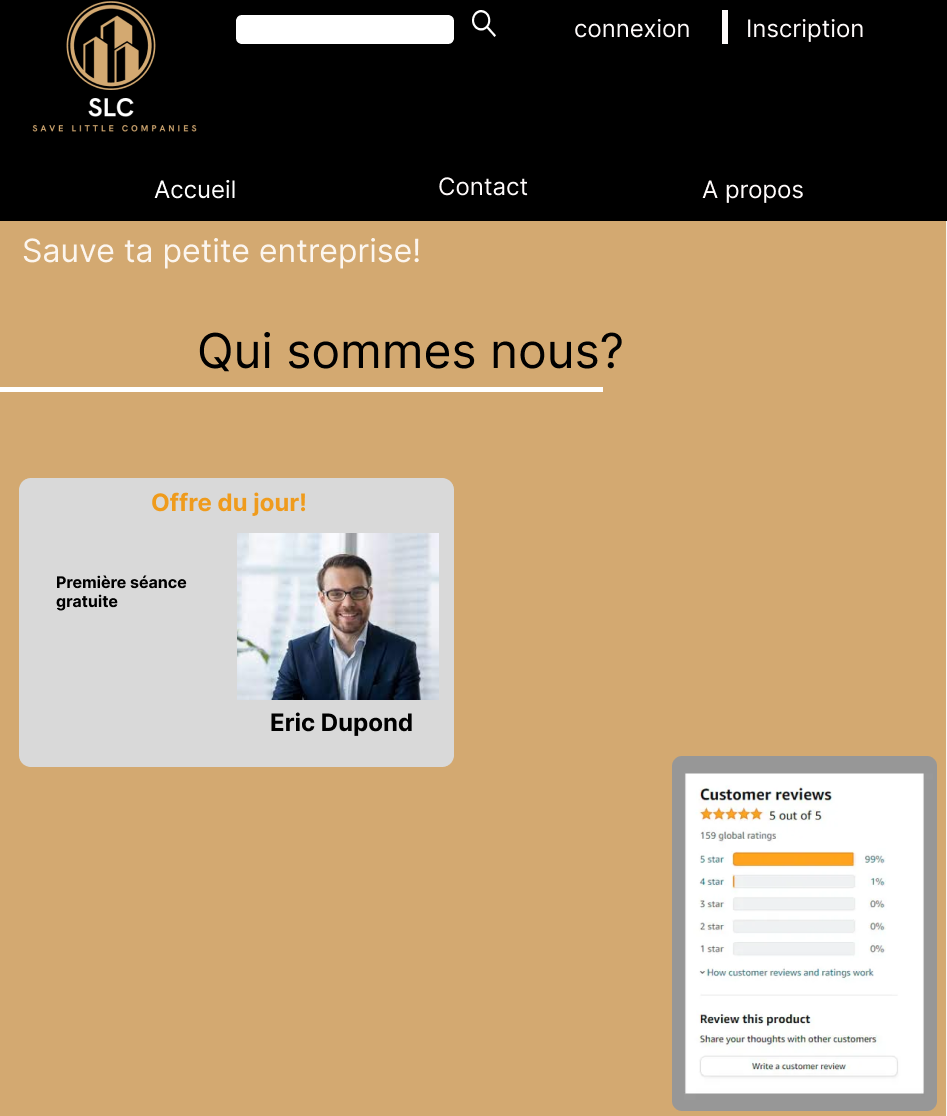 connexion
Inscription
SLC
SAVE LITTLE COMPANIES
Accueil
Contact
A propos
Sauve ta petite entreprise!
Qui sommes nous?
Offre du jour!
Première séance
gratuite
Eric Dupond
Customer reviews
5 out of 5
159 global ratings
5 star 99%
4 star 1%
3 star 0%
2 star 0%
1 star 0%
How customer reviews and ratings work
Review this product
Share your thoughts with other customers
Write a customer review